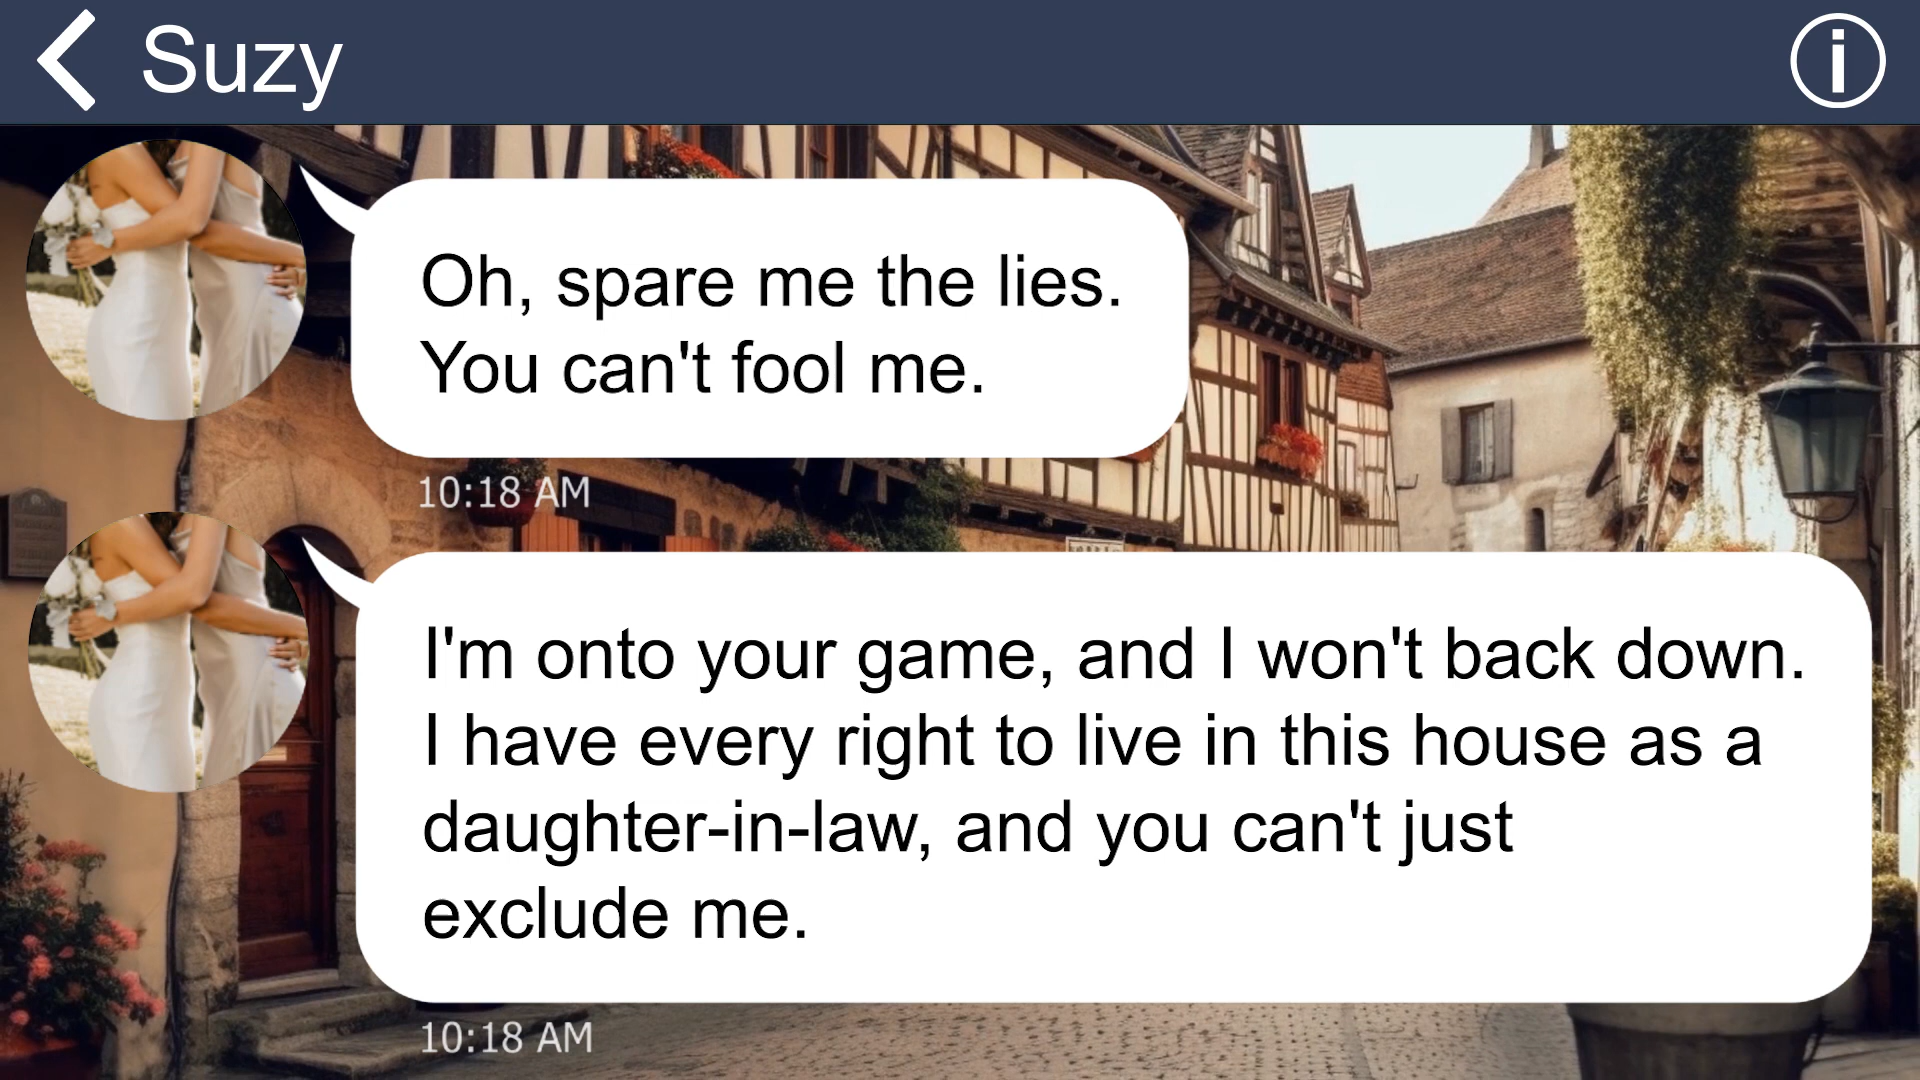 Suzy
Oh, spare me the lies.
You can't fool me.
10:18 AM
I'm onto your game, and I won't back down.
I have every right to live in this house as a
daughter-in-law, and you can't just
exclude me.
10:18 AM